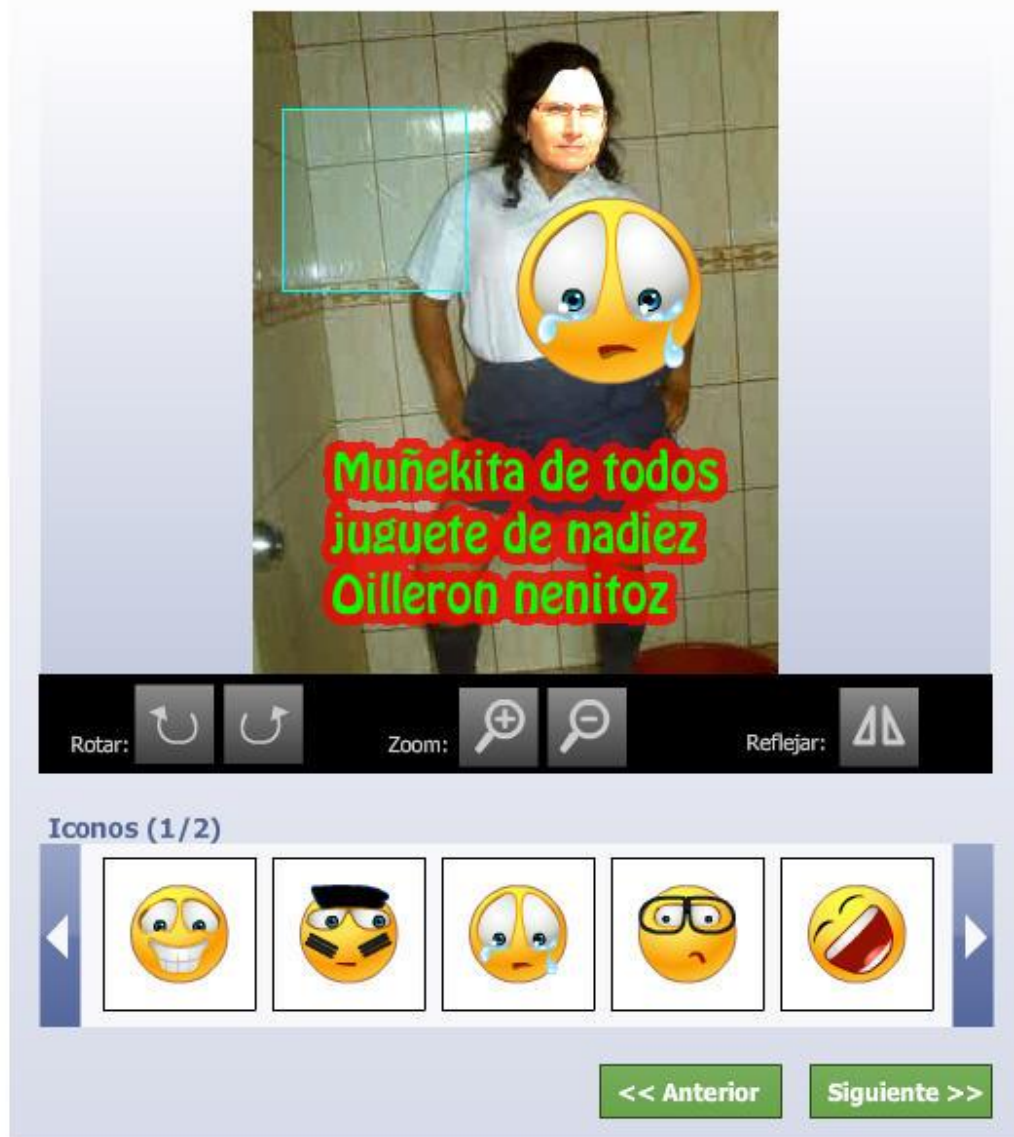 Muñekita de todos
juguete de nadiez
Oilleron nenitoz
Rotar:
Zoom:
Reflejar:
Iconos (1/2)
<< Anterior
Siguiente >>